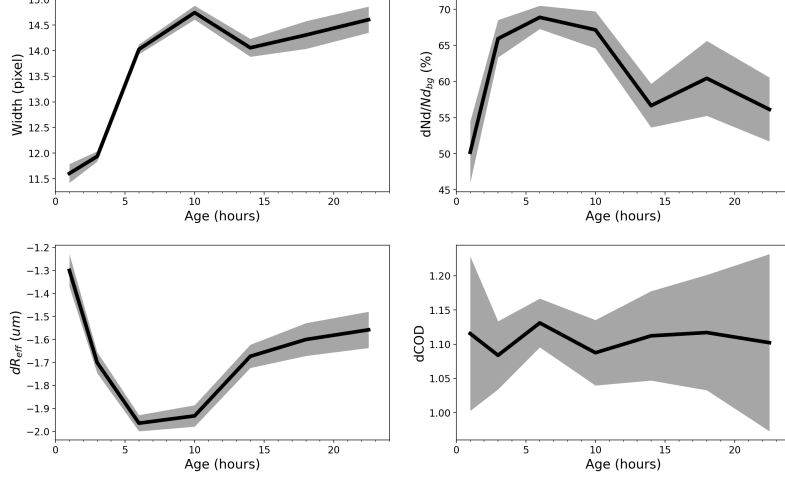 15.0
14.5
14.0
13.5
13.0
12.5
12.0
11.5
Width (pixel)
0 5 10 15 20
Age (hours)
70
65
60
55
50
45
dNd/Nd_bg (%)
0 5 10 15 20
Age (hours)
−1.2
−1.3
−1.4
−1.5
−1.6
−1.7
−1.8
−1.9
−2.0
dR_eff (um)
0 5 10 15 20
Age (hours)
1.20
1.15
1.10
1.05
1.00
dCOD
0 5 10 15 20
Age (hours)